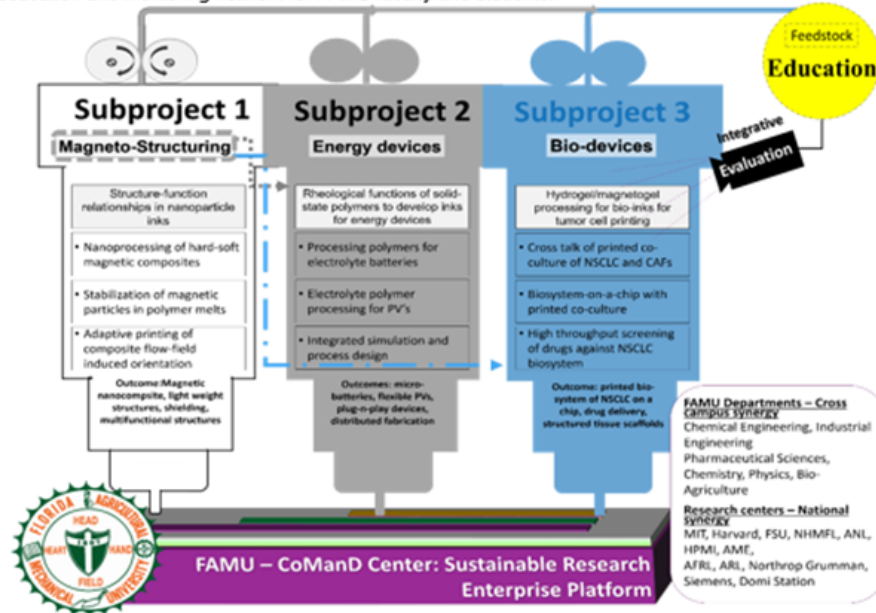 Feedstock
Education
Integrative
Evaluation
Subproject 1
Magneto-Structuring
Structure-function
relationships in nanoparticle
inks
• Nanoprocessing of hard-soft
magnetic composites
• Stabilization of magnetic
particles in polymer melts
• Adaptive printing of
composite flow-field
induced orientation
Outcome:Magnetic
nanocompsite, light weight
structures, shielding,
multifunctional structures
Subproject 2
Energy devices
Rheological functions of solid-
state polymers to develop inks
for energy devices
• Processing polymers for
electrolyte batteries
• Electrolyte polymer
processing for PV's
• Integrated simulation and
process design
Outcomes: micro-
batteries, flexible PVs,
plug-n-play devices,
distributed fabrication
Subproject 3
Bio-devices
Hydrogel/magnetogel
processing for bio-inks for
tumor cell printing
• Cross talk of printed co-
culture of NSCLC and CAFs
• Biosystem-on-a-chip with
printed co-culture
• High throughput screening
of drugs against NSCLC
biosystem
Outcome: printed bio-
system of NSCLC on a
chip, drug delivery,
structured tissue scaffolds
FAMU Departments – Cross
campus synergy
Chemical Engineering, Industrial
Engineering
Pharmaceutical Sciences,
Chemistry, Physics, Bio-
Agriculture
Research centers – National
synergy
MIT, Harvard, FSU, NHMFL, ANL,
HPMI, AME,
AFRL, ARL, Northrop Grumman,
Siemens, Domi Station
FLORIDA AGRICULTURAL
MECHANICAL UNIVERSITY
HEAD
HEART HAND
FIELD
FAMU – CoManD Center: Sustainable Research
Enterprise Platform